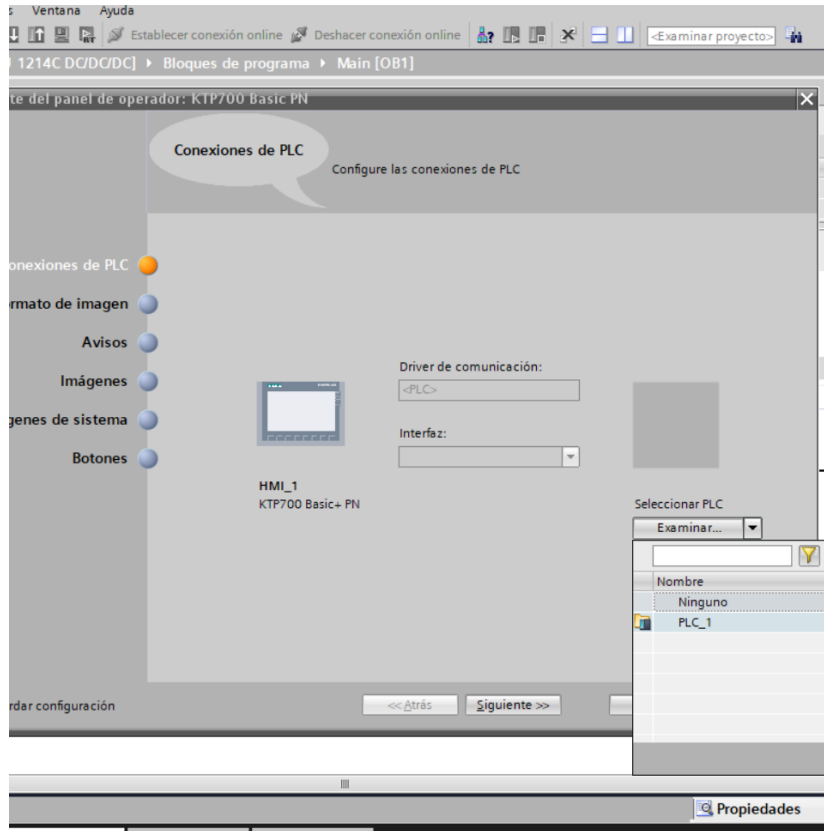 Ventana Ayuda
Establecer conexión online Deshacer conexión online <Examinar proyecto>
1214C DC/DC/DC] Bloques de programa Main [OB1]
te del panel de operador: KTP700 Basic PN
Conexiones de PLC
Configure las conexiones de PLC
onexiones de PLC
rmato de imagen
Avisos
Imágenes
genes de sistema
Botones
Driver de comunicación:
<PLC>
Interfaz:
HMI_1
KTP700 Basic+ PN
Seleccionar PLC
Examinar...
Nombre
Ninguno
PLC_1
rdar configuración
<< Atrás
Siguiente >>
Propiedades